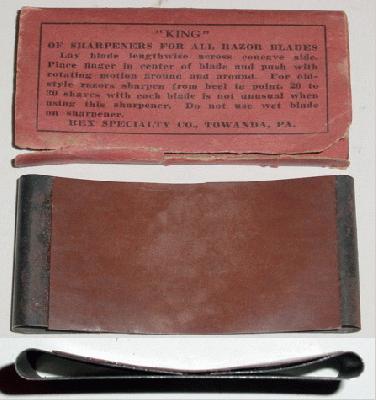 "KING"
OF SHARPENERS FOR ALL RAZOR BLADES
Lay blade lengthwise across concave side.
Place finger in center of blade and push with
rotating motion ground and around. For old-
style razors sharpen from heel to point. 20 to
30 shaves with each blade is not unusual when
using this sharpener. Do not use wet blade
on sharpener.
REX SPECIALTY CO., TOWANDA, PA.